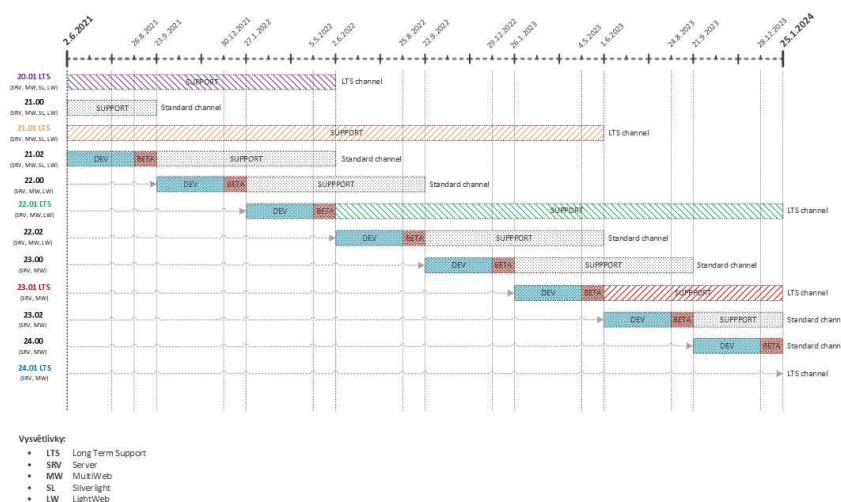 2.6.2021 26.8.2021 23.9.2021 30.12.2021 27.1.2022 5.5.2022 2.6.2022 25.8.2022 22.9.2022 29.12.2022 26.1.2023 4.5.2023 1.6.2023 24.8.2023 21.9.2023 28.12.2023 25.1.2024
20.01 LTS SUPPORT LTS channel
(SRV, MW, SL, LW)
21.00 SUPPORT Standard channel
(SRV, MW, SL, LW)
21.01 LTS SUPPORT LTS channel
(SRV, MW, SL, LW)
21.02 DEV BETA SUPPORT Standard channel
(SRV, MW, SL, LW)
22.00 DEV BETA SUPPPORT Standard channel
(SRV, MW, LW)
22.01 LTS DEV BETA SUPPORT LTS channel
(SRV, MW, LW)
22.02 DEV BETA SUPPPORT Standard channel
(SRV, MW, LW)
23.00 DEV BETA SUPPPORT Standard channel
(SRV, MW)
23.01 LTS DEV BETA SUPPPORT LTS channel
(SRV, MW)
23.02 DEV BETA SUPPPORT Standard chann
(SRV, MW)
24.00 DEV BETA Standard chann
(SRV, MW)
24.01 LTS LTS channel
(SRV, MW)
Vysvětlivky:
• LTS Long Term Support
• SRV Server
• MW MultiWeb
• SL Silverlight
• LW LightWeb